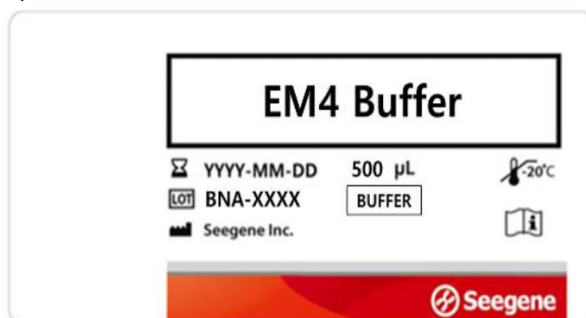 EM4 Buffer
YYYY-MM-DD 500 µL -20°C
LOT BNA-XXXX BUFFER
Seegene Inc. i
Seegene